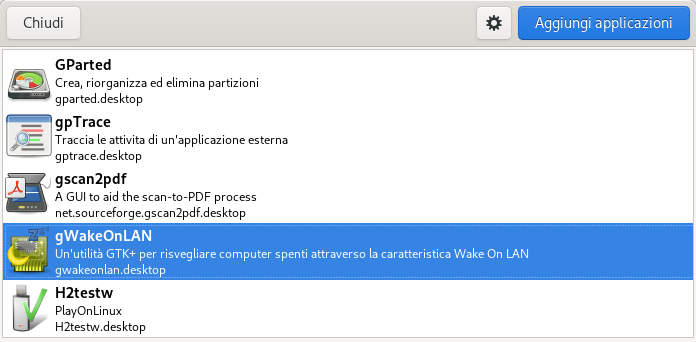 Chiudi
Aggiungi applicazioni
GParted
Crea, riorganizza ed elimina partizioni
gparted.desktop
gpTrace
Traccia le attivita di un'applicazione esterna
gptrace.desktop
gscan2pdf
A GUI to aid the scan-to-PDF process
net.sourceforge.gscan2pdf.desktop
gWakeOnLAN
Un'utilità GTK+ per risvegliare computer spenti attraverso la caratteristica Wake On LAN
gwakeonlan.desktop
H2testw
PlayOnLinux
H2testw.desktop